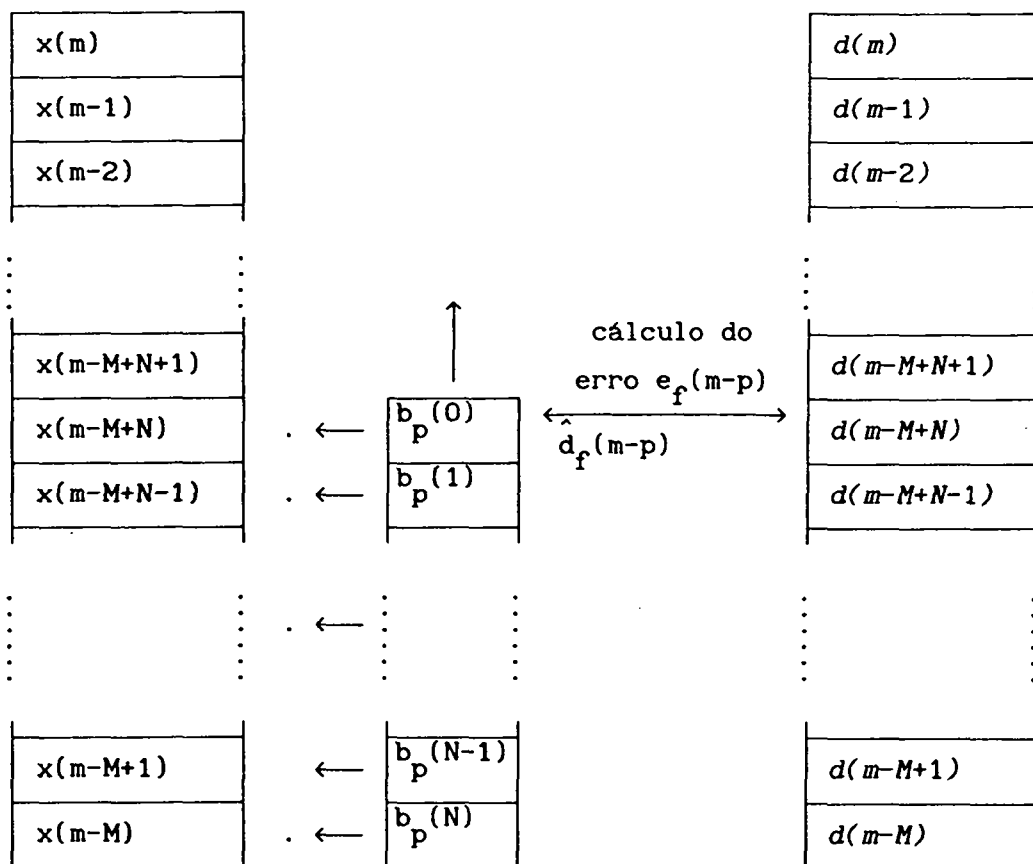 x(m)
d(m)
x(m-1)
d(m-1)
x(m-2)
d(m-2)
x(m-M+N+1)
cálculo do
d(m-M+N+1)
erro e_f(m-p)
x(m-M+N)
b_p(0)
d̂_f(m-p)
d(m-M+N)
x(m-M+N-1)
b_p(1)
d(m-M+N-1)
x(m-M+1)
b_p(N-1)
d(m-M+1)
x(m-M)
b_p(N)
d(m-M)